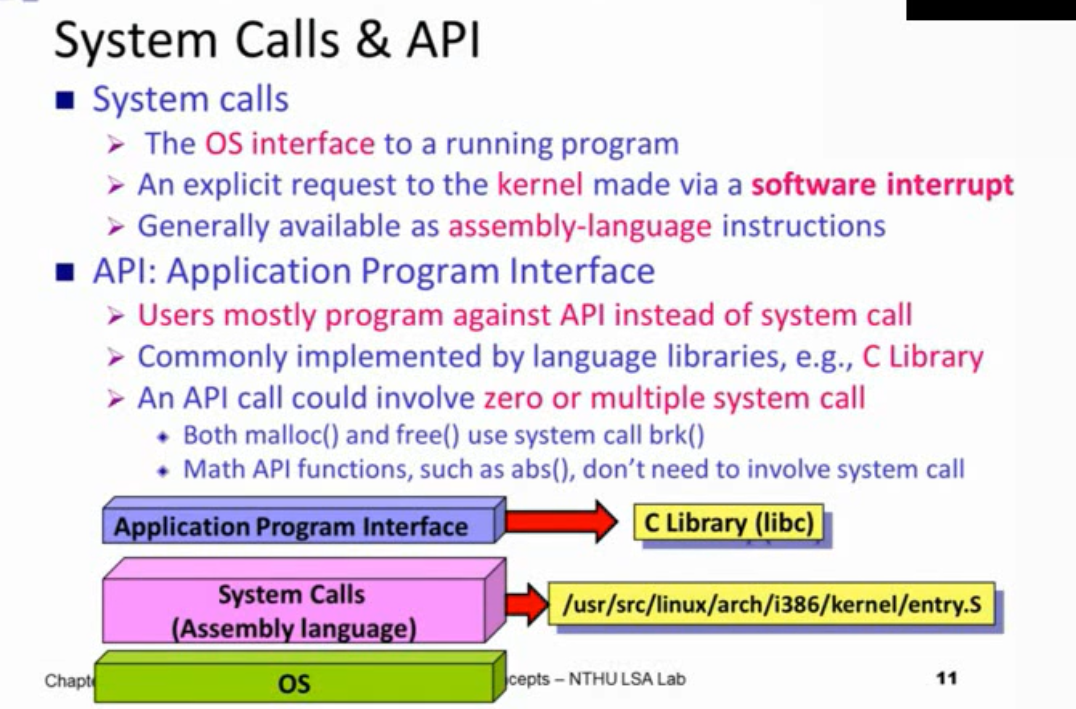 System Calls & API
System calls
The OS interface to a running program
An explicit request to the kernel made via a software interrupt
Generally available as assembly-language instructions
API: Application Program Interface
Users mostly program against API instead of system call
Commonly implemented by language libraries, e.g., C Library
An API call could involve zero or multiple system call
Both malloc() and free() use system call brk()
Math API functions, such as abs(), don't need to involve system call
Application Program Interface
C Library (libc)
System Calls
(Assembly language)
/usr/src/linux/arch/i386/kernel/entry.S
OS
– NTHU LSA Lab
11